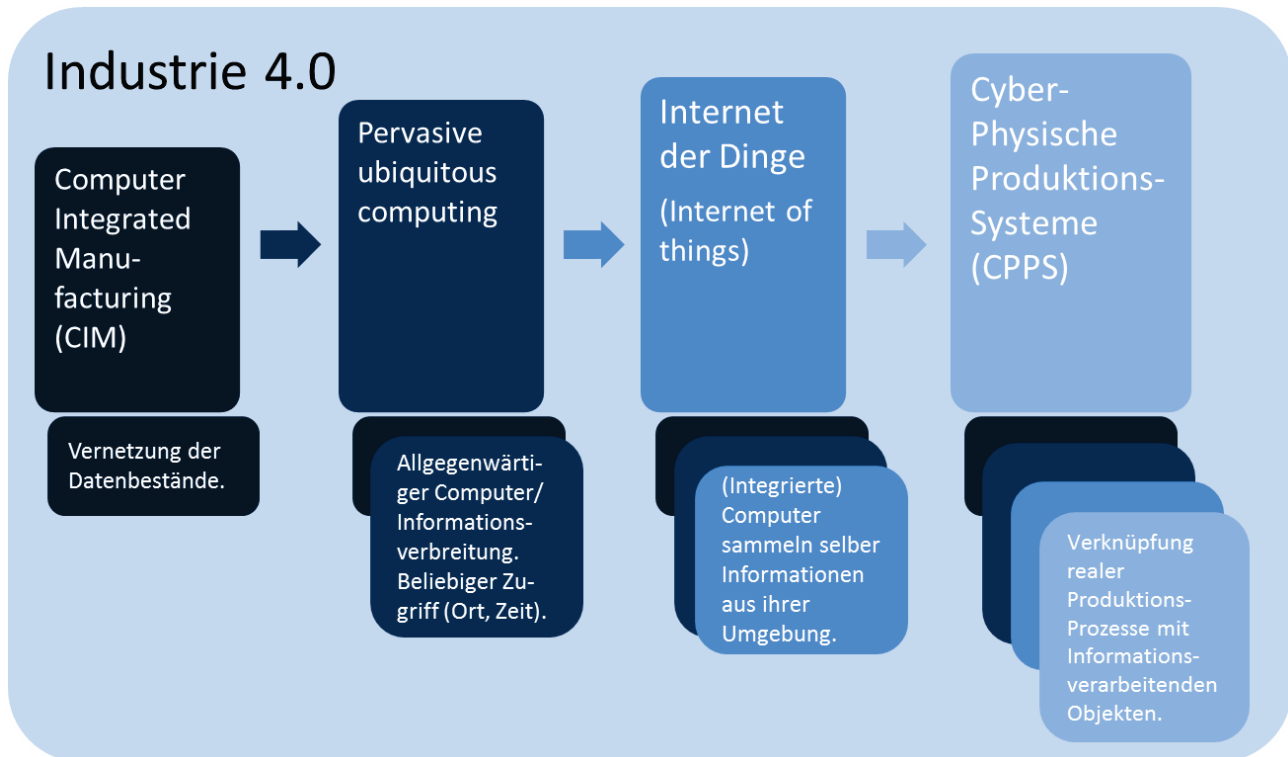 Industrie 4.0
Computer
Integrated
Manu-
facturing
(CIM)
Vernetzung der
Datenbestände.
Pervasive
ubiquitous
computing
Allgegenwärti-
ger Computer/
Informations-
verbreitung.
Beliebiger Zu-
griff (Ort, Zeit).
Internet
der Dinge
(Internet of
things)
(Integrierte)
Computer
sammeln selber
Informationen
aus ihrer
Umgebung.
Cyber-
Physische
Produktions-
Systeme
(CPPS)
Verknüpfung
realer
Produktions-
Prozesse mit
Informations-
verarbeitenden
Objekten.